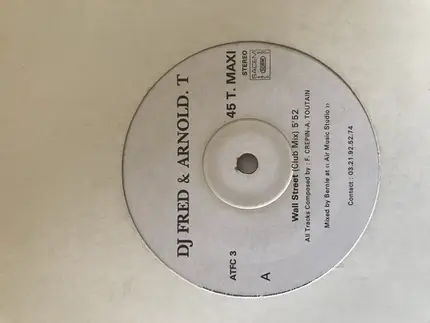 DJ FRED & ARNOLD. T
45 T. MAXI
STEREO
SACEM
ATFC 3
A
Wall Street (Club Mix) 5'52
All Tracks Composed by : F. CREPIN-A. TOUTAIN
Mixed by Bernie at « Air Music Studio »
Contact : 03.21.92.52.74